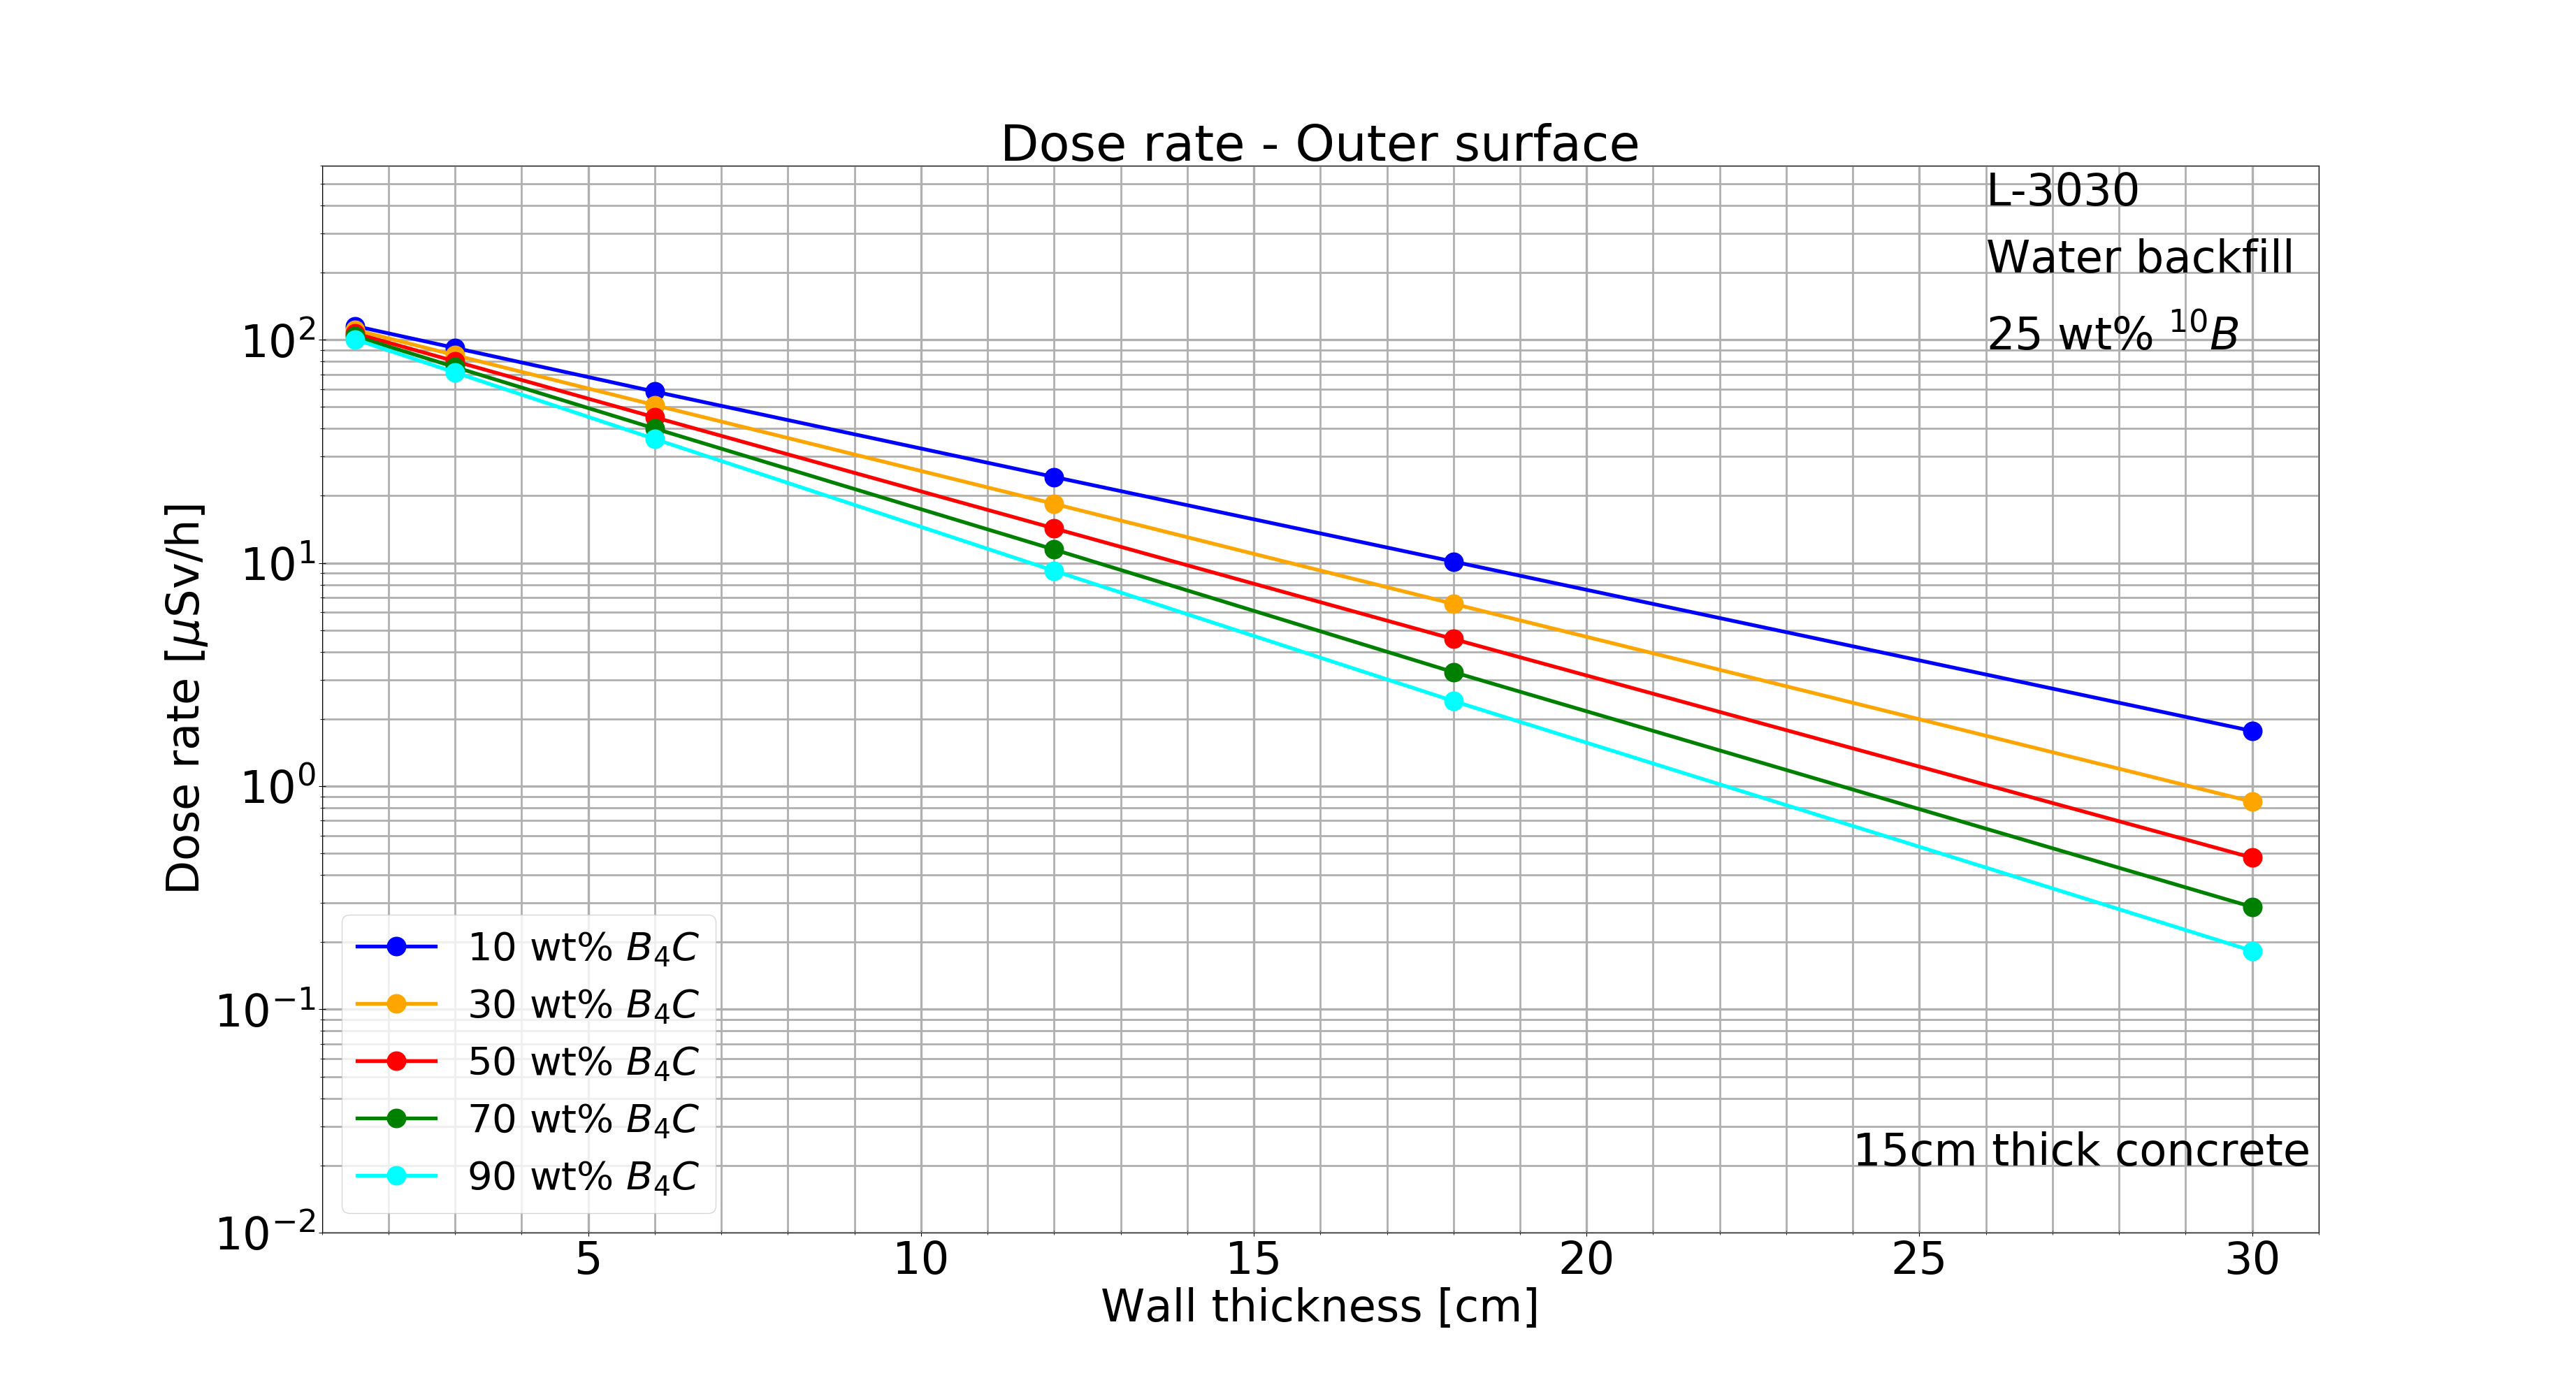 Dose rate - Outer surface
L-3030
Water backfill
25 wt% ¹⁰B
Dose rate [μSv/h]
10²
10¹
10⁰
10⁻¹
10⁻²
10 wt% B₄C
30 wt% B₄C
50 wt% B₄C
70 wt% B₄C
90 wt% B₄C
15cm thick concrete
5 10 15 20 25 30
Wall thickness [cm]